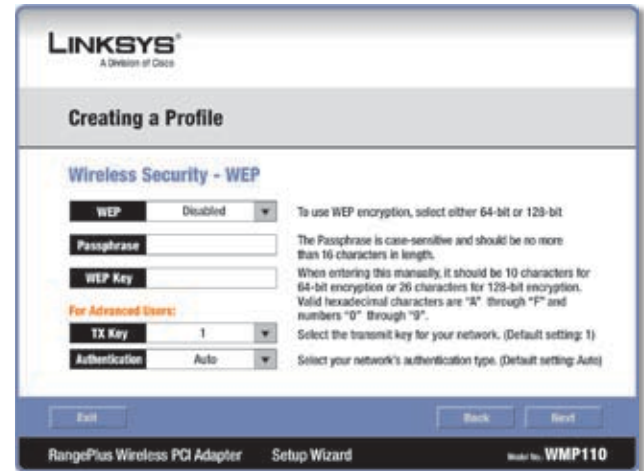 LINKSYS®
A Division of Cisco
Creating a Profile
Wireless Security - WEP
WEP Disabled To use WEP encryption, select either 64-bit or 128-bit
Passphrase The Passphrase is case-sensitive and should be no more
than 16 characters in length.
WEP Key When entering this manually, it should be 10 characters for
64-bit encryption or 26 characters for 128-bit encryption.
Valid hexadecimal characters are "A" through "F" and
numbers "0" through "9".
For Advanced Users:
TX Key 1 Select the transmit key for your network. (Default setting: 1)
Authentication Auto Select your network's authentication type. (Default setting: Auto)
Exit Back Next
RangePlus Wireless PCI Adapter Setup Wizard Model No. WMP110